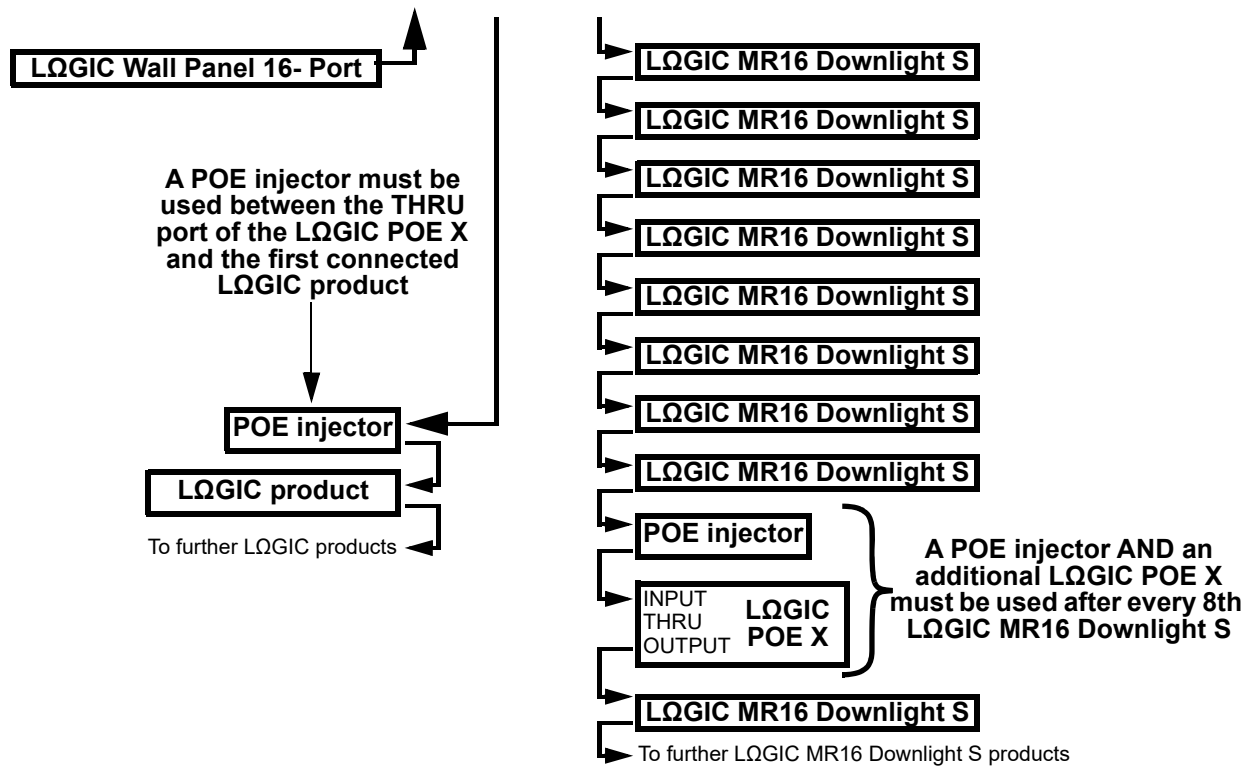 LΩGIC Wall Panel 16- Port
A POE injector must be
used between the THRU
port of the LΩGIC POE X
and the first connected
LΩGIC product
POE injector
LΩGIC product
To further LΩGIC products
LΩGIC MR16 Downlight S
LΩGIC MR16 Downlight S
LΩGIC MR16 Downlight S
LΩGIC MR16 Downlight S
LΩGIC MR16 Downlight S
LΩGIC MR16 Downlight S
LΩGIC MR16 Downlight S
LΩGIC MR16 Downlight S
POE injector
INPUT
THRU
OUTPUT
LΩGIC
POE X
A POE injector AND an
additional LΩGIC POE X
must be used after every 8th
LΩGIC MR16 Downlight S
LΩGIC MR16 Downlight S
To further LΩGIC MR16 Downlight S products